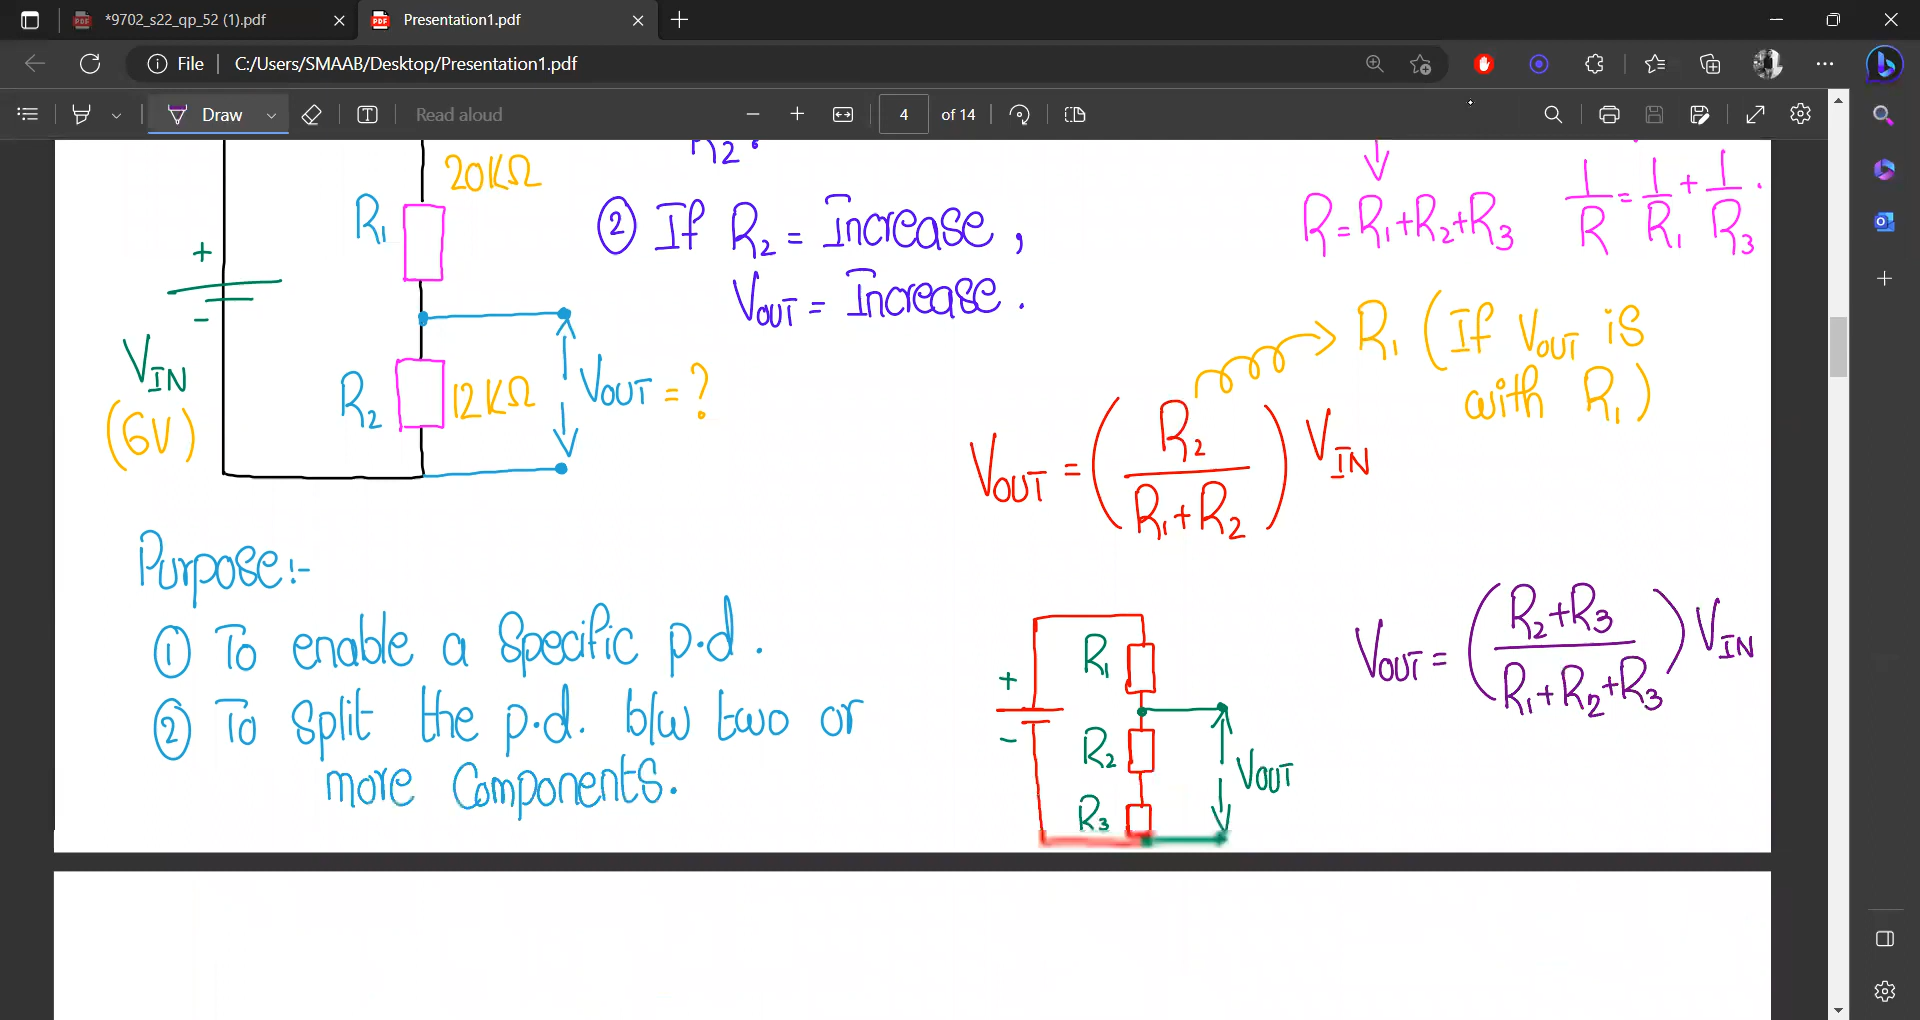 *9702_s22_qp_52 (1).pdf
Presentation1.pdf
File
C:/Users/SMAAB/Desktop/Presentation1.pdf
Draw
Read aloud
4 of 14
20KΩ
R₁
+
-
VIN
(6V)
R₂
12KΩ
VOUT = ?
② If R₂ = Increase ,
VOUT = Increase .
R=R₁+R₂+R₃
1/R = 1/R₁ + 1/R₃ .
R₁ (If VOUT is
with R₁)
VOUT = (R₂/(R₁+R₂)) VIN
Purpose:-
① To enable a Specific p.d .
② To Split the p.d. b/w two or
more Components.
R₁
+
-
R₂
R₃
VOUT
VOUT = ((R₂+R₃)/(R₁+R₂+R₃)) VIN